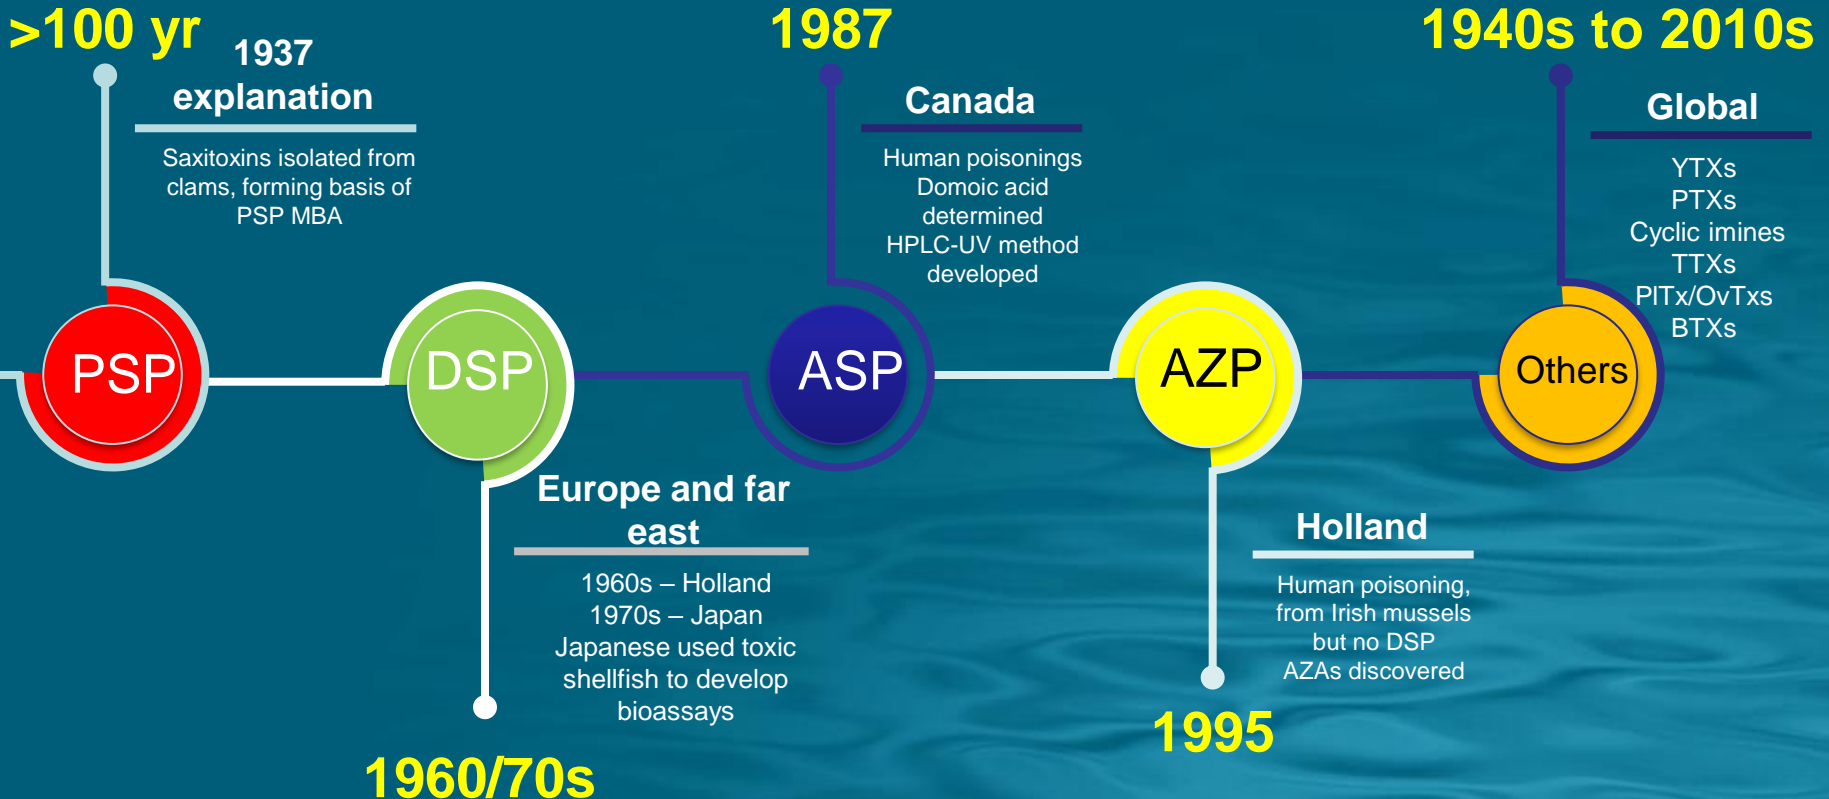 >100 yr
1937
explanation
Saxitoxins isolated from
clams, forming basis of
PSP MBA
PSP
DSP
Europe and far
east
1960s – Holland
1970s – Japan
Japanese used toxic
shellfish to develop
bioassays
1960/70s
1987
Canada
Human poisonings
Domoic acid
determined
HPLC-UV method
developed
ASP
AZP
Holland
Human poisoning,
from Irish mussels
but no DSP
AZAs discovered
1995
1940s to 2010s
Global
YTXs
PTXs
Cyclic imines
TTXs
PlTx/OvTxs
BTXs
Others